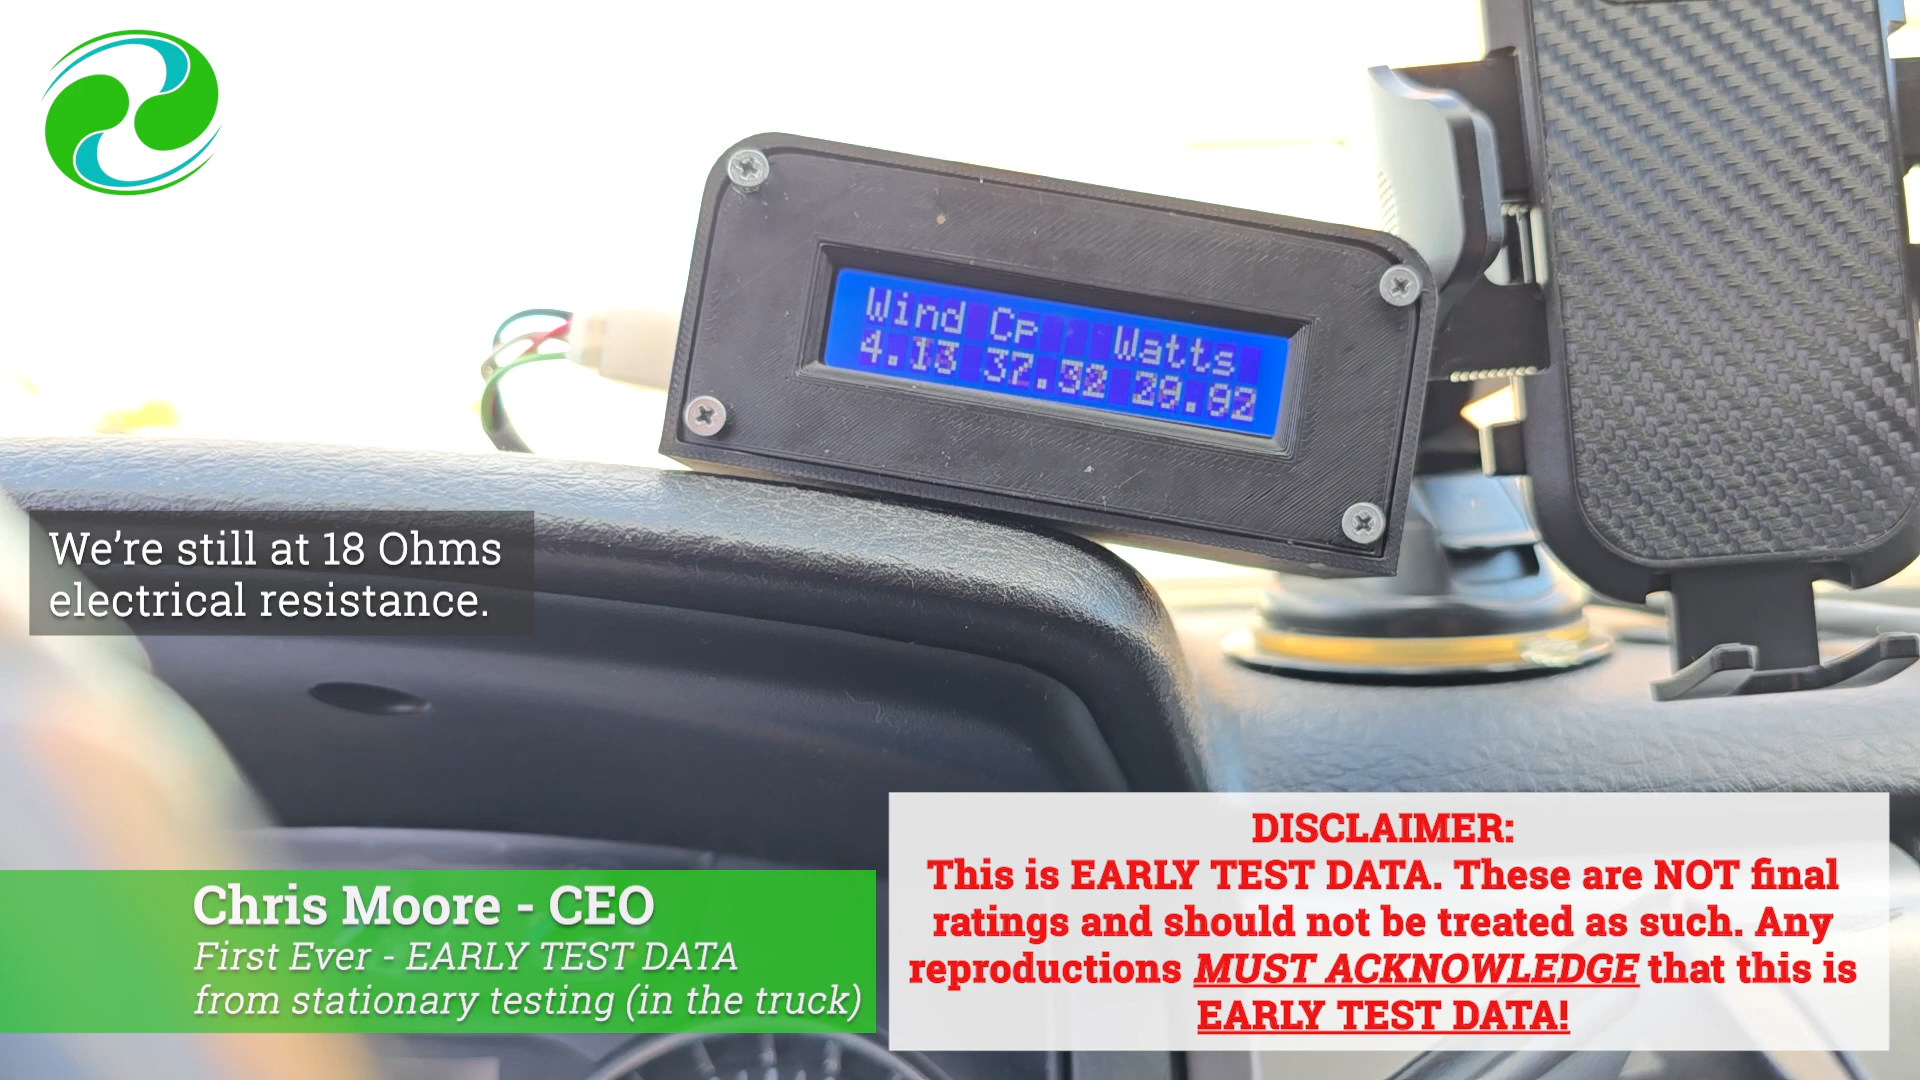 Wind Cp Watts
4.13 37.92 29.92
We’re still at 18 Ohms
electrical resistance.
Chris Moore - CEO
First Ever - EARLY TEST DATA
from stationary testing (in the truck)
DISCLAIMER:
This is EARLY TEST DATA. These are NOT final
ratings and should not be treated as such. Any
reproductions MUST ACKNOWLEDGE that this is
EARLY TEST DATA!